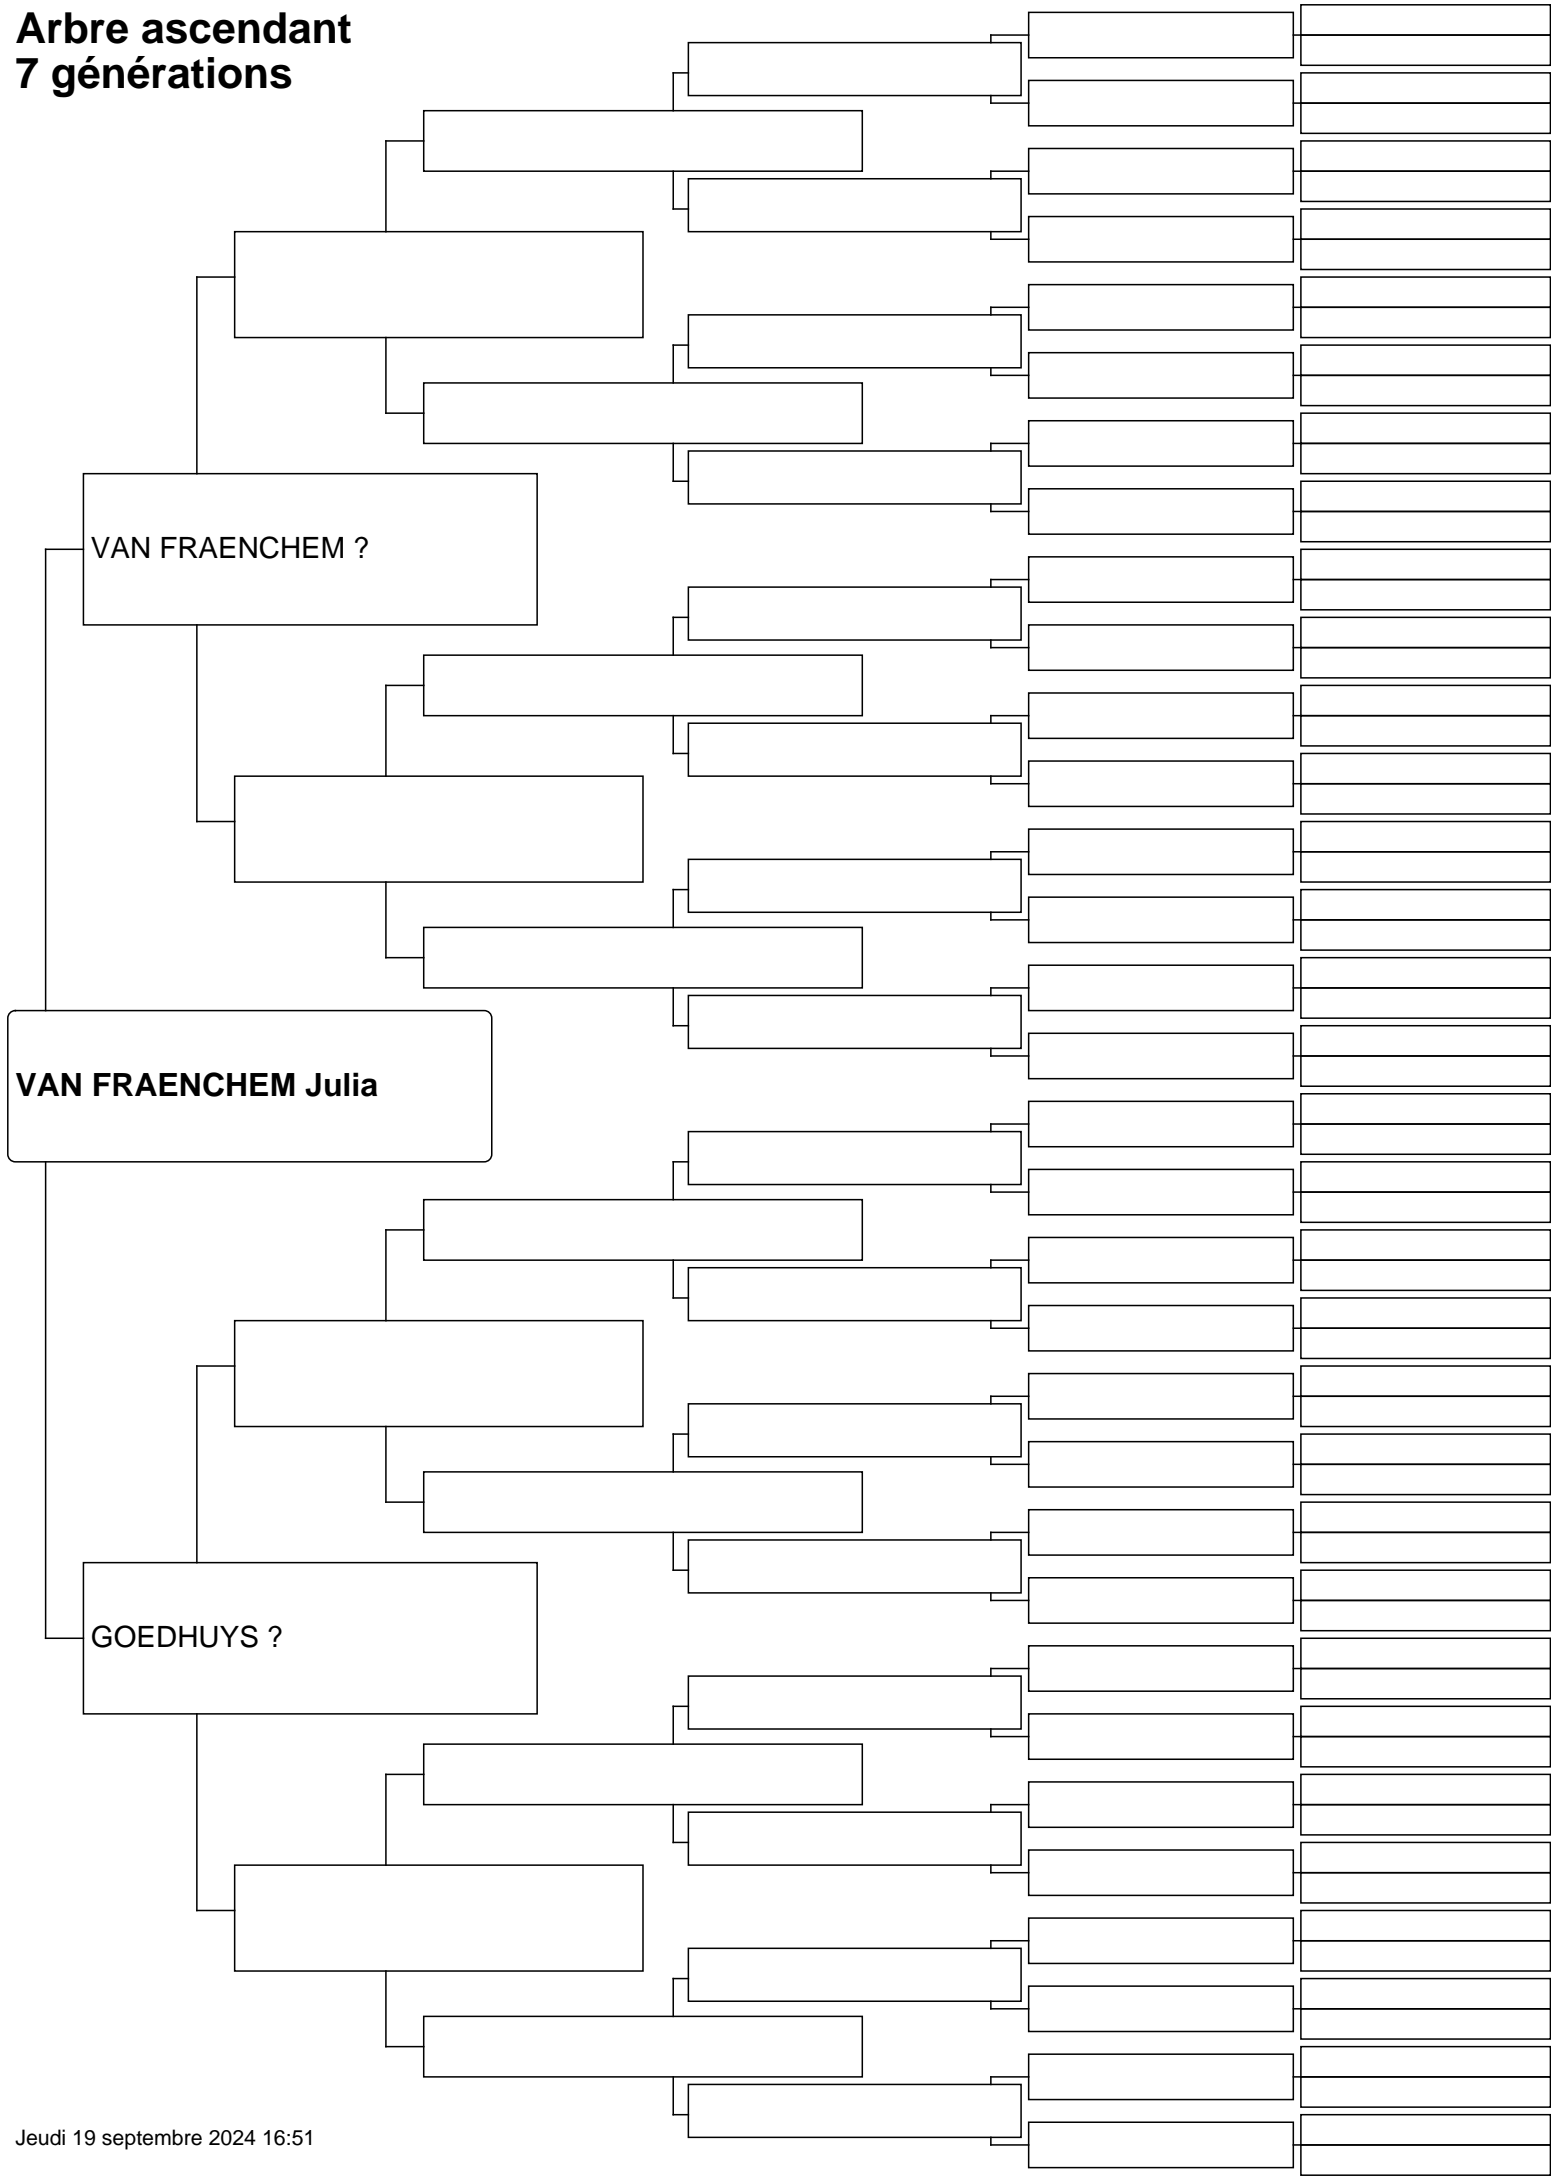 Arbre ascendant
7 générations
VAN FRAENCHEM ?
VAN FRAENCHEM Julia
GOEDHUYS ?
Jeudi 19 septembre 2024 16:51